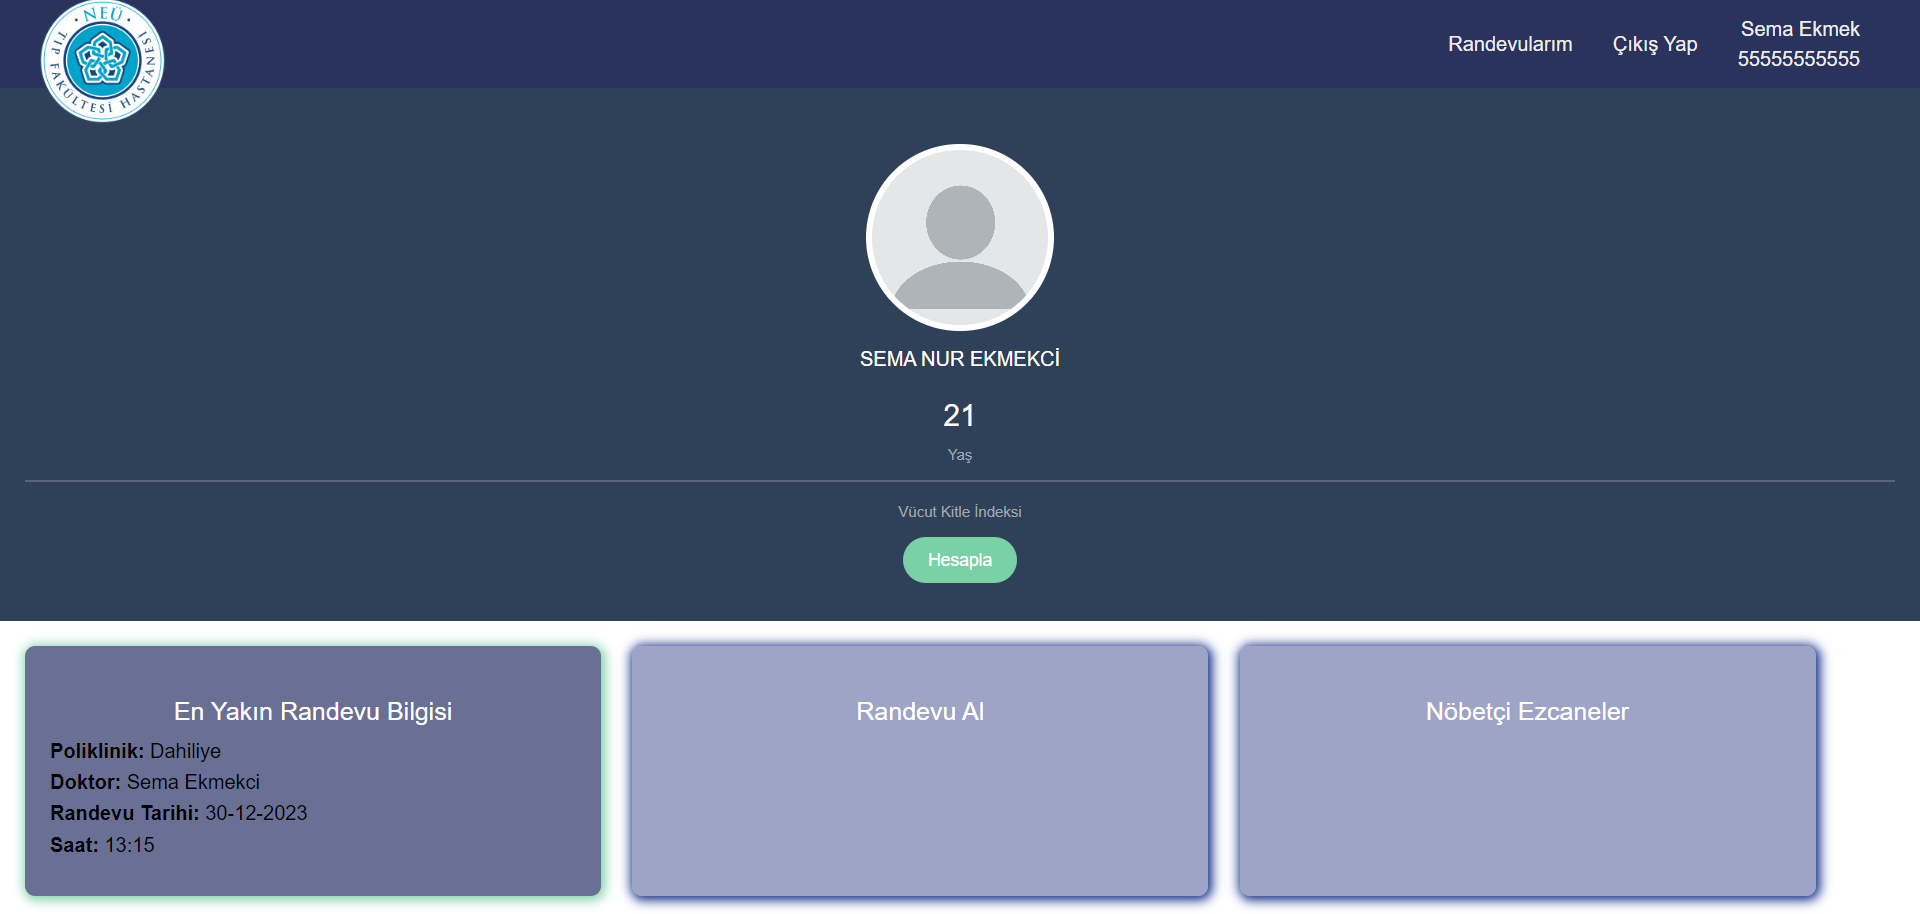 · NEÜ ·
TIP FAKÜLTESİ HASTANESİ
Randevularım
Çıkış Yap
Sema Ekmek
55555555555
SEMA NUR EKMEKCİ
21
Yaş
Vücut Kitle İndeksi
Hesapla
En Yakın Randevu Bilgisi
Poliklinik: Dahiliye
Doktor: Sema Ekmekci
Randevu Tarihi: 30-12-2023
Saat: 13:15
Randevu Al
Nöbetçi Ezcaneler